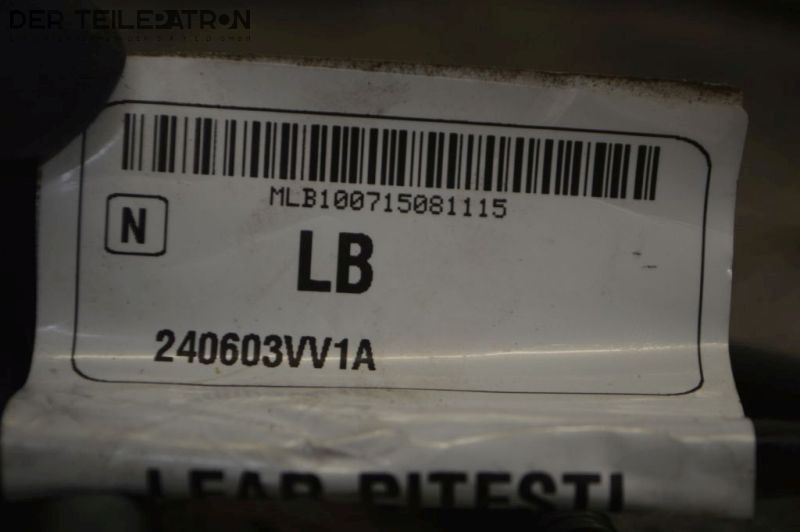 DER TEILEPATRON
MLB100715081115
N
LB
240603VV1A
LEAR PITESTI